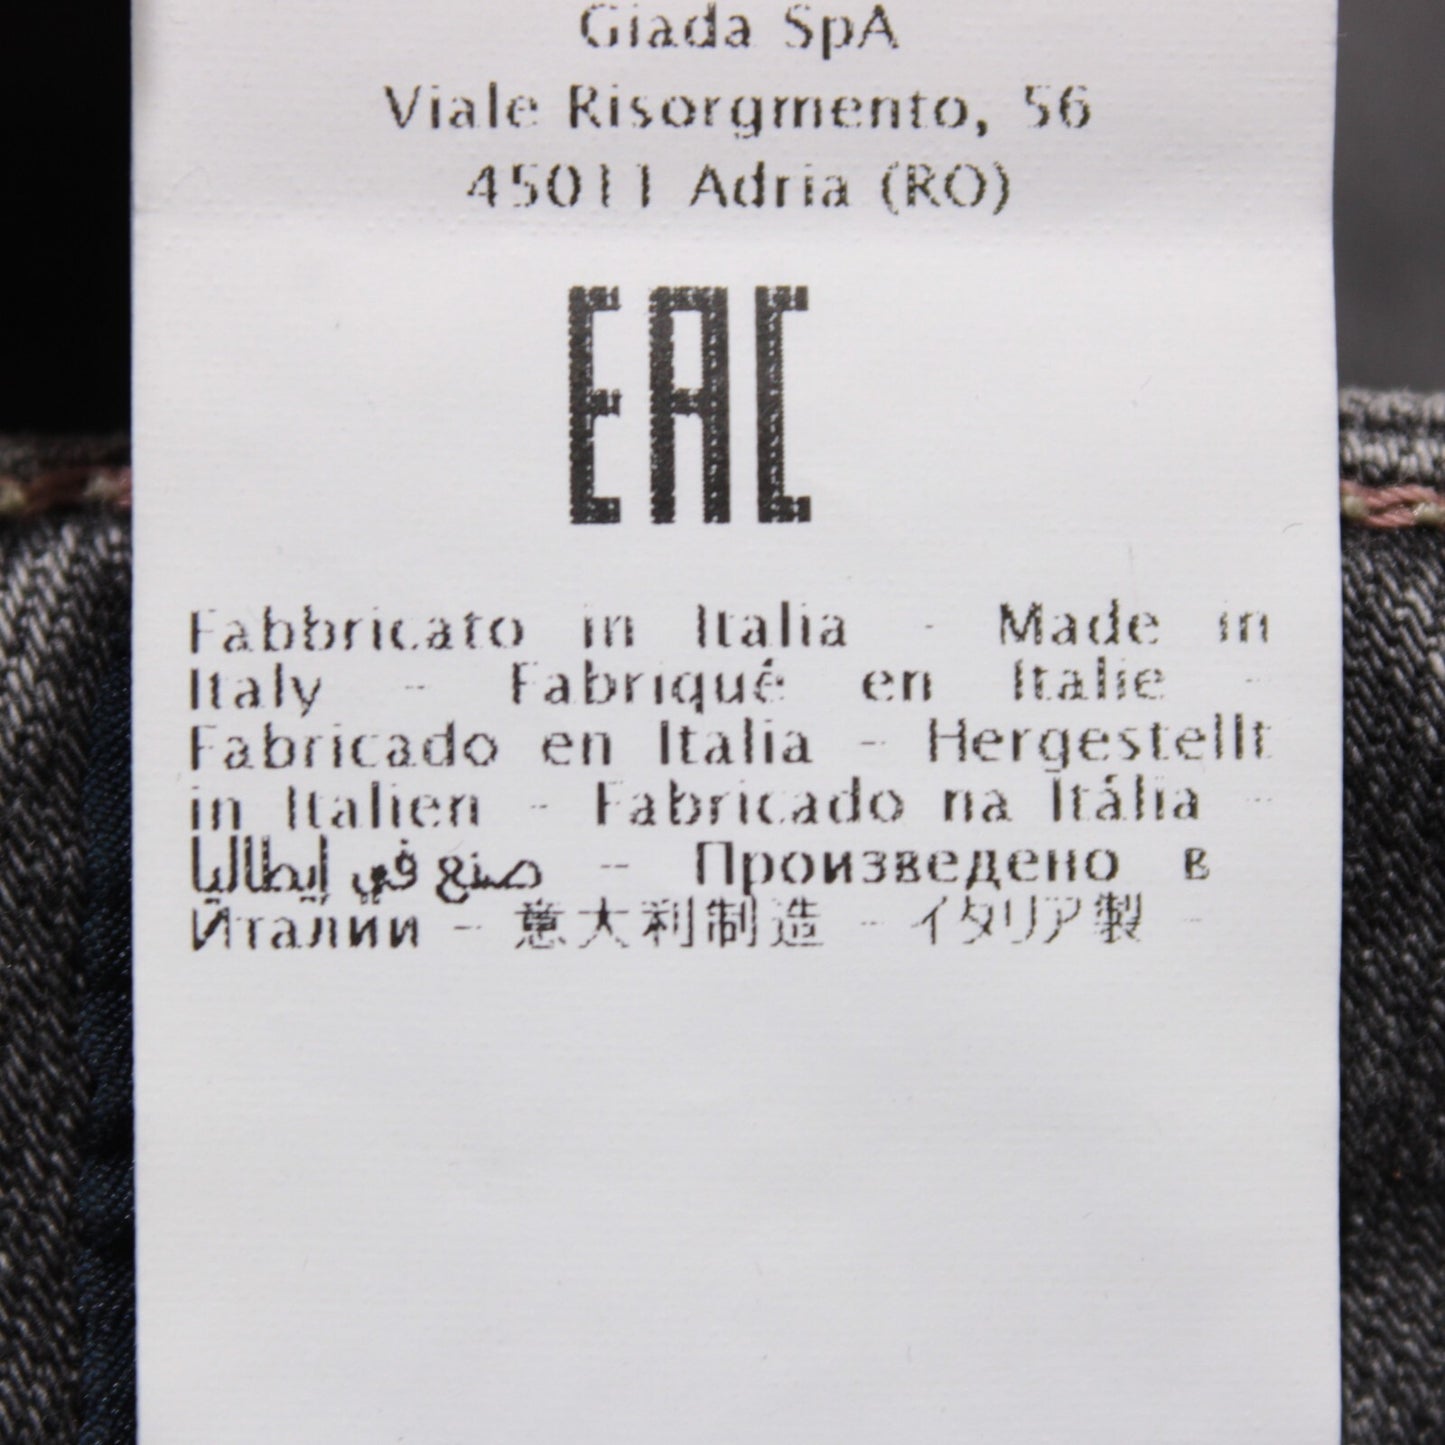 Giada SpA
Viale Risorgmento, 56
45011 Adria (RO)
EAC
Fabbricato in Italia - Made in
Italy - Fabriqué en Italie -
Fabricado en Italia - Hergestellt
in Italien - Fabricado na Itália -
صنع في إيطاليا - Произведено в
Италии - 意大利制造 - イタリア製 -